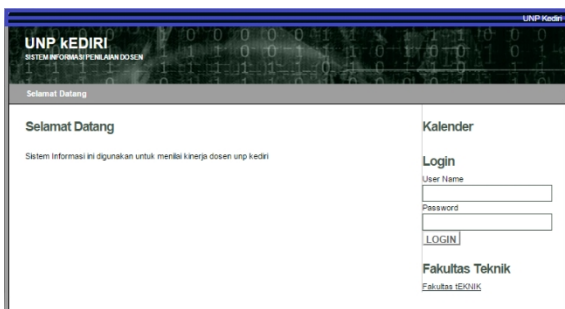 UNP Kediri
UNP kEDIRI
SISTEM INFORMASI PENILAIAN DOSEN
Selamat Datang
Selamat Datang
Sistem Informasi ini digunakan untuk menilai kinerja dosen unp kediri
Kalender
Login
User Name
Password
LOGIN
Fakultas Teknik
Fakultas tEKNIK